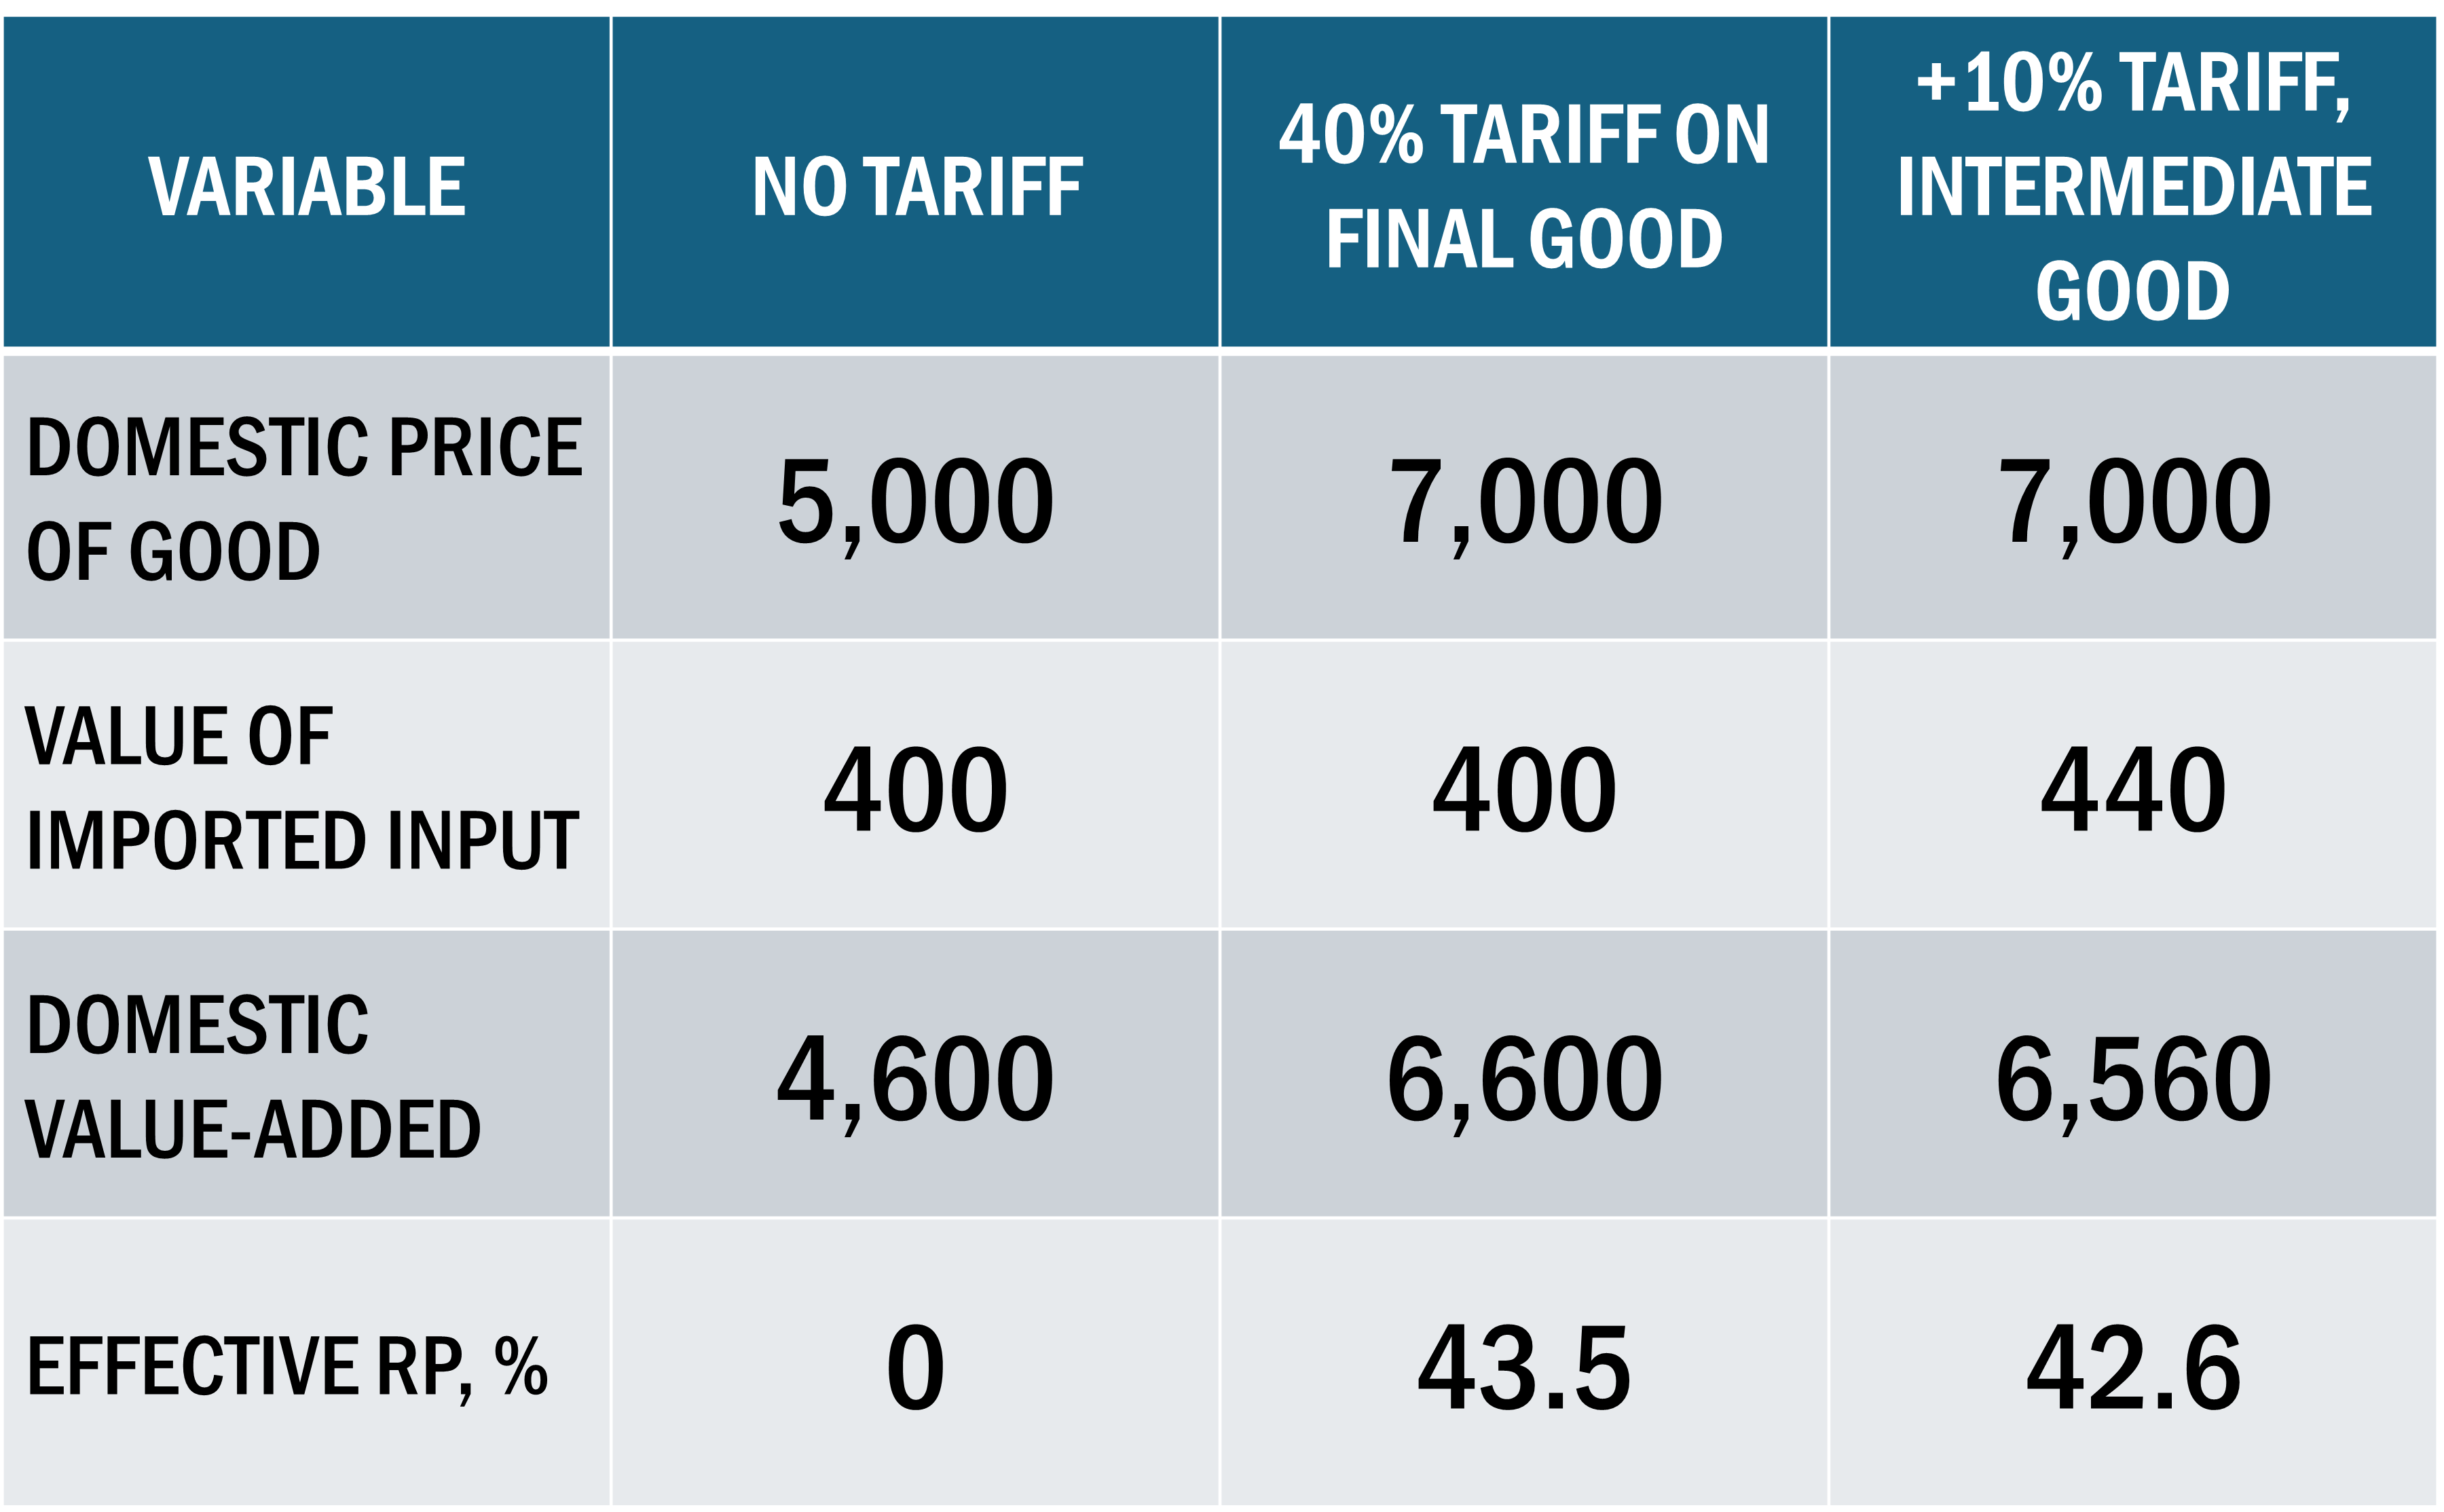 VARIABLE
NO TARIFF
40% TARIFF ON
FINAL GOOD
+10% TARIFF,
INTERMEDIATE
GOOD
DOMESTIC PRICE
OF GOOD
5,000
7,000
7,000
VALUE OF
IMPORTED INPUT
400
400
440
DOMESTIC
VALUE-ADDED
4,600
6,600
6,560
EFFECTIVE RP, %
0
43.5
42.6